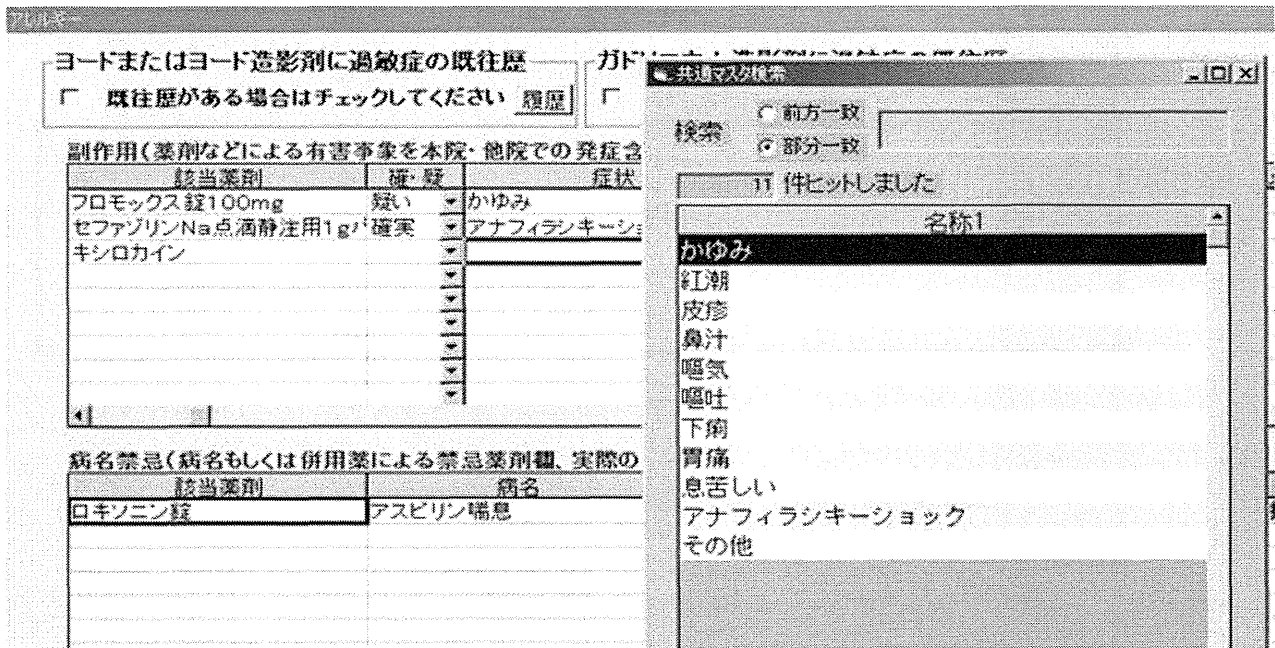 アレルギー
ヨードまたはヨード造影剤に過敏症の既往歴
既往歴がある場合はチェックしてください 履歴
副作用(薬剤などによる有害事象を本院・他院での発症含
該当薬剤 確・疑 症状
フロモックス錠100mg 疑い かゆみ
セファゾリンNa点滴静注用1g 確実 アナフィラシキーショ
キシロカイン
病名禁忌(病名もしくは併用薬による禁忌薬剤欄、実際の
該当薬剤 病名
ロキソニン錠 アスピリン喘息
共通マスタ検索
検索
前方一致
部分一致
11 件ヒットしました
名称1
かゆみ
紅潮
皮疹
鼻汁
嘔気
嘔吐
下痢
胃痛
息苦しい
アナフィラシキーショック
その他